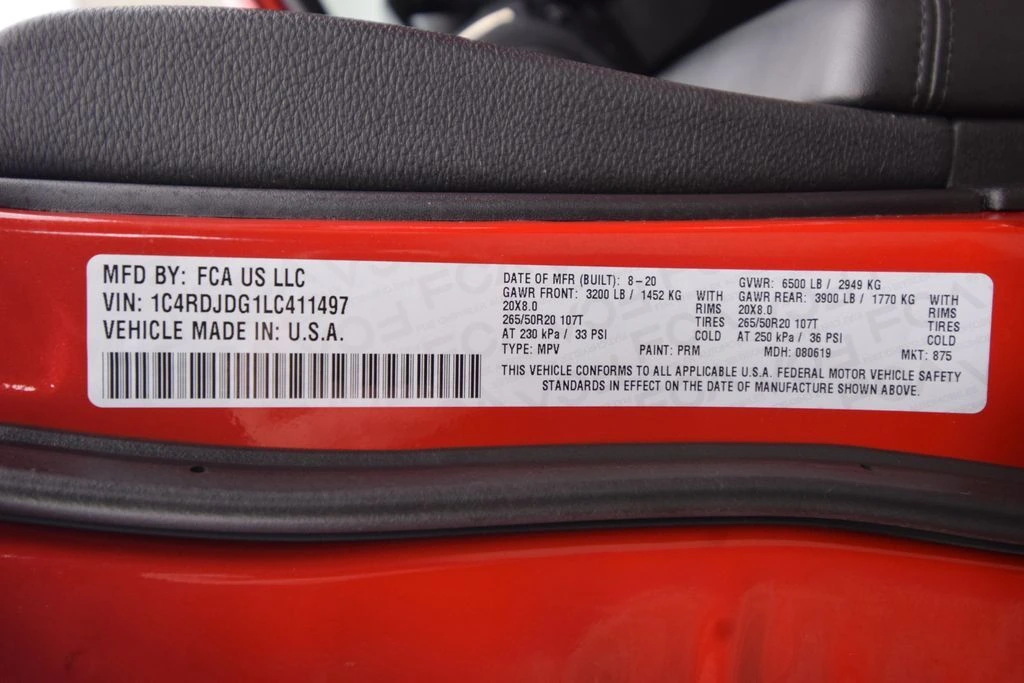 MFD BY: FCA US LLC
VIN: 1C4RDJDG1LC411497
VEHICLE MADE IN: U.S.A.
DATE OF MFR (BUILT): 8-20 GVWR: 6500 LB / 2949 KG
GAWR FRONT: 3200 LB / 1452 KG WITH GAWR REAR: 3900 LB / 1770 KG WITH
20X8.0 RIMS 20X8.0 RIMS
265/50R20 107T TIRES 265/50R20 107T TIRES
AT 230 kPa / 33 PSI COLD AT 250 kPa / 36 PSI COLD
TYPE: MPV PAINT: PRM MDH: 080619 MKT: 875
THIS VEHICLE CONFORMS TO ALL APPLICABLE U.S.A. FEDERAL MOTOR VEHICLE SAFETY
STANDARDS IN EFFECT ON THE DATE OF MANUFACTURE SHOWN ABOVE.